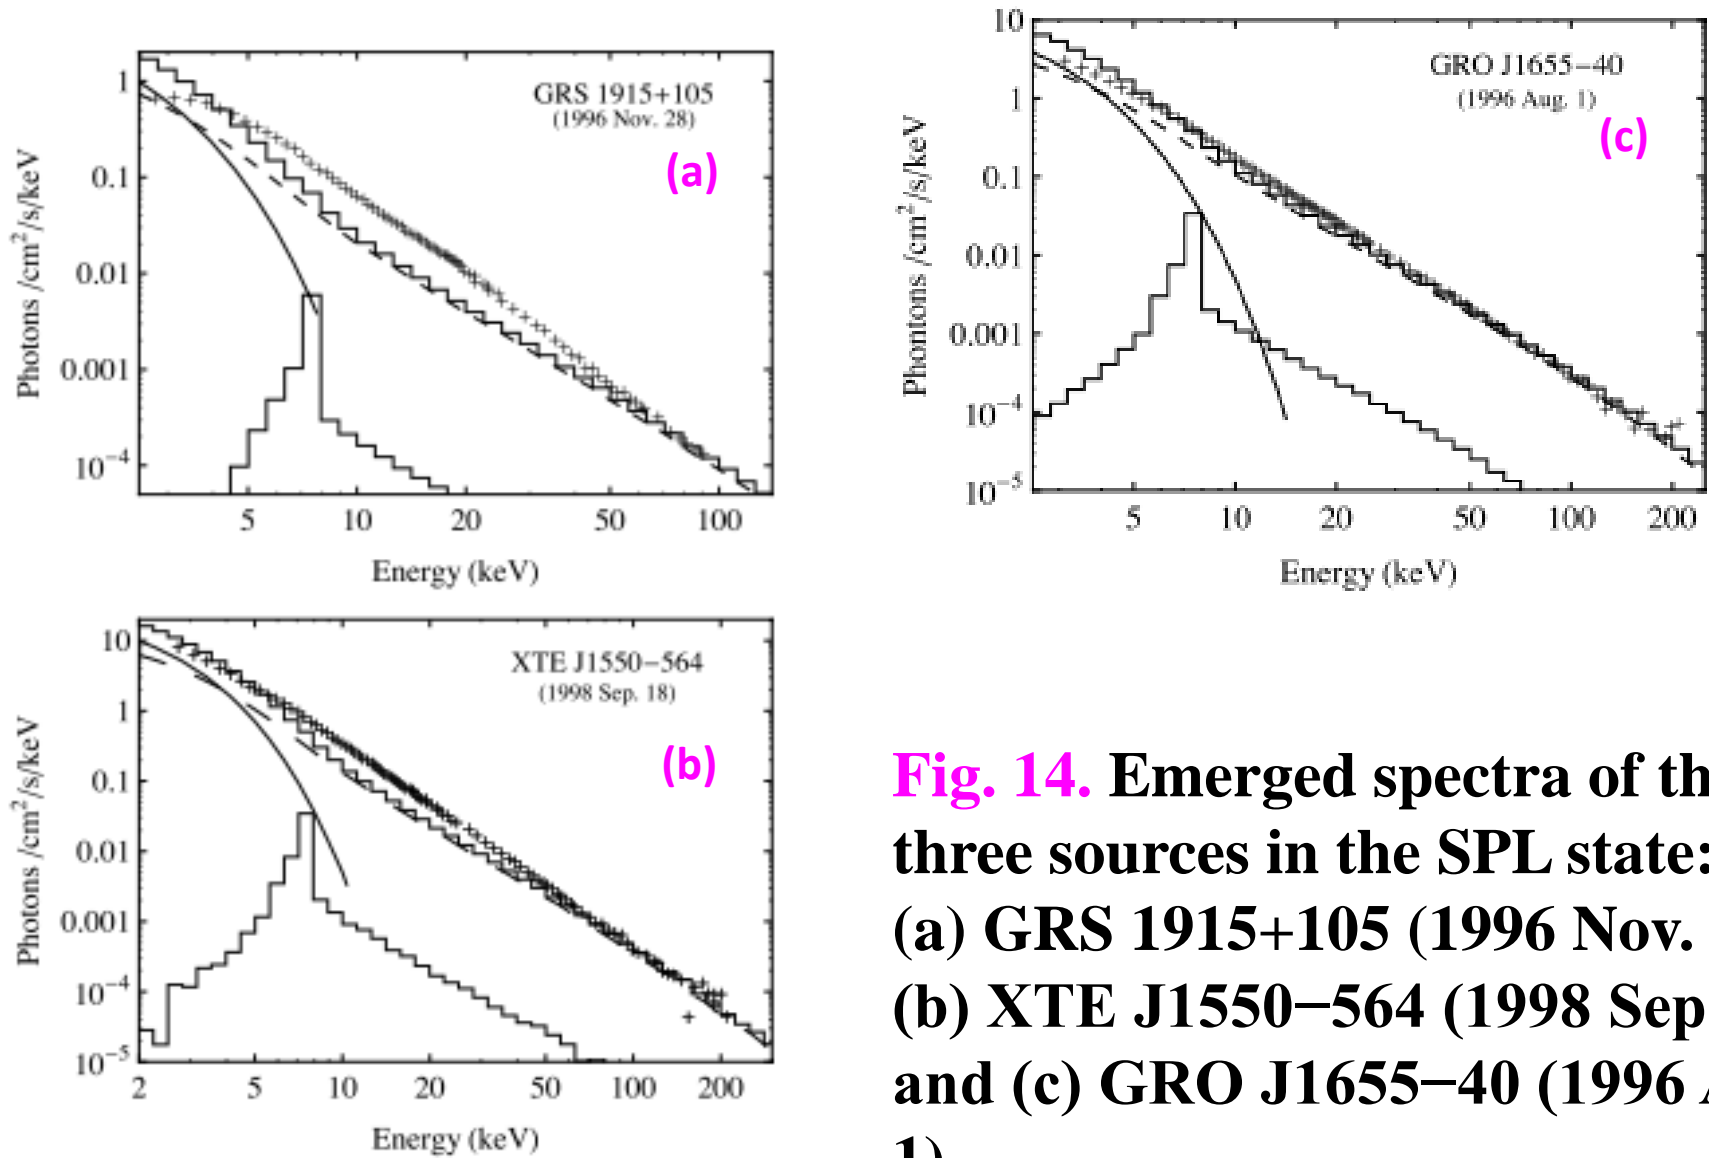 GRS 1915+105
(1996 Nov. 28)
(a)
1
0.1
0.01
0.001
10−4
Photons /cm2/s/keV
5 10 20 50 100
Energy (keV)
GRO J1655−40
(1996 Aug. 1)
(c)
10
1
0.1
0.01
0.001
10−4
10−5
Phontons /cm2/s/keV
5 10 20 50 100 200
Energy (keV)
XTE J1550−564
(1998 Sep. 18)
(b)
10
1
0.1
0.01
0.001
10−4
10−5
Photons /cm2/s/keV
2 5 10 20 50 100 200
Energy (keV)
Fig. 14. Emerged spectra of th
three sources in the SPL state:
(a) GRS 1915+105 (1996 Nov.
(b) XTE J1550−564 (1998 Sep
and (c) GRO J1655−40 (1996 A
1)